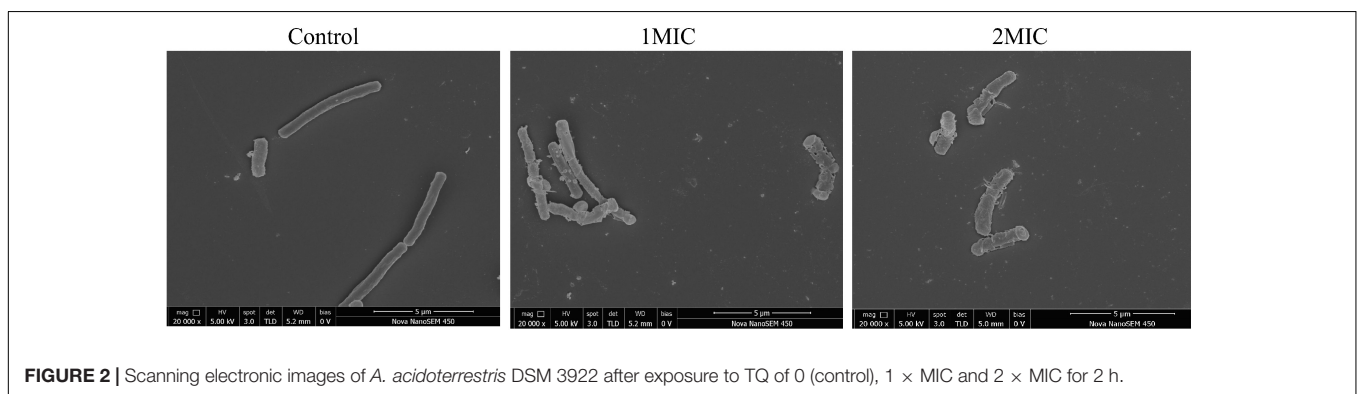 Control 1MIC 2MIC
mag □ HV spot det WD bias 5 µm
20 000 x 5.00 kV 3.0 TLD 5.2 mm 0 V Nova NanoSEM 450
mag □ HV spot det WD bias 5 µm
20 000 x 5.00 kV 3.0 TLD 5.2 mm 0 V Nova NanoSEM 450
mag □ HV spot det WD bias 5 µm
20 000 x 5.00 kV 3.0 TLD 5.0 mm 0 V Nova NanoSEM 450
FIGURE 2 | Scanning electronic images of A. acidoterrestris DSM 3922 after exposure to TQ of 0 (control), 1 × MIC and 2 × MIC for 2 h.